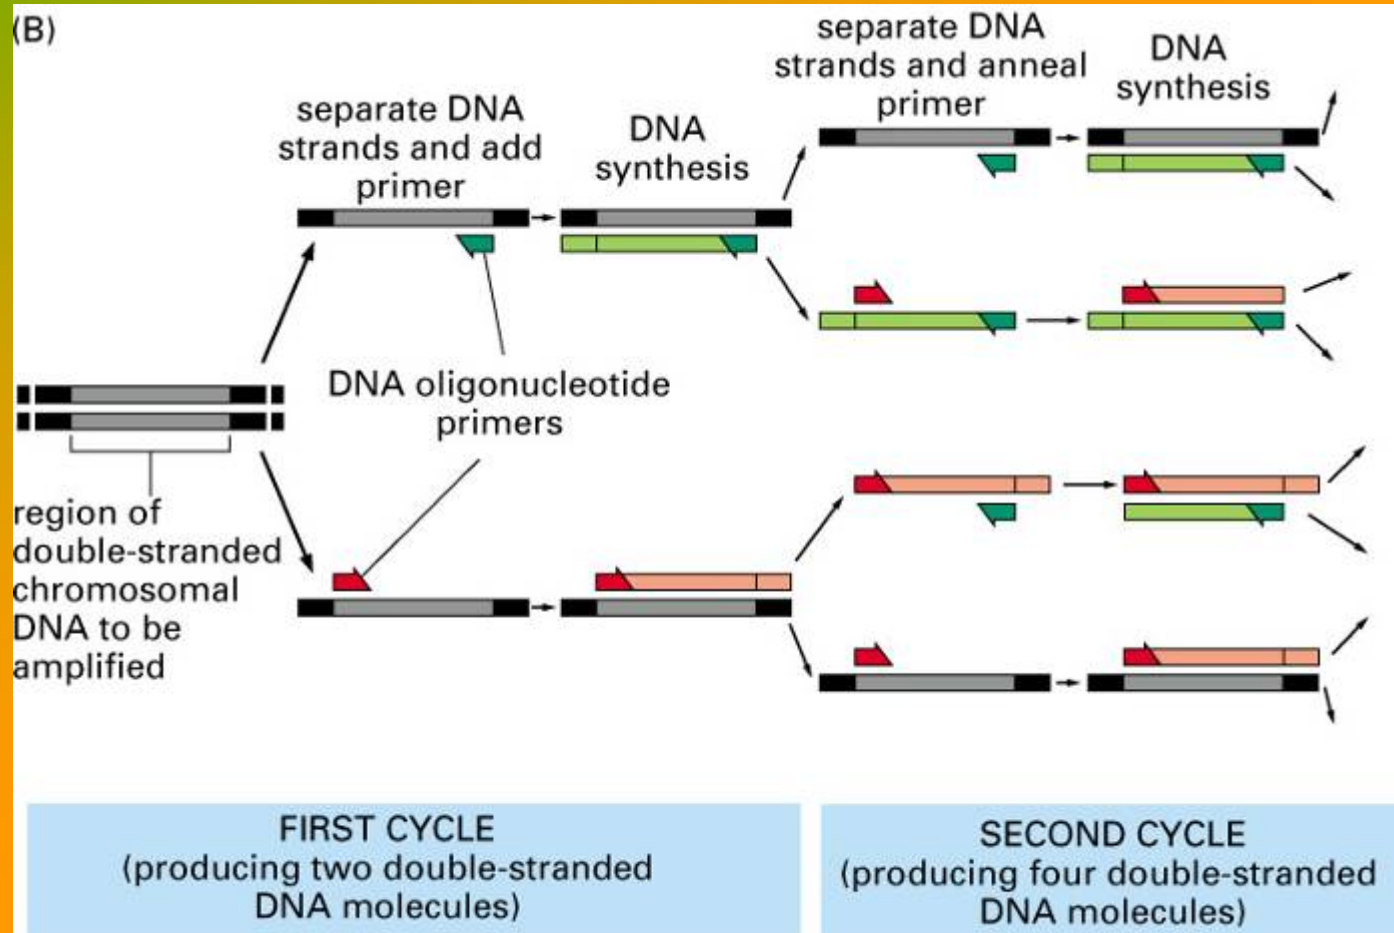 (B)
separate DNA
strands and add
primer
DNA
synthesis
separate DNA
strands and anneal
primer
DNA
synthesis
DNA oligonucleotide
primers
region of
double-stranded
chromosomal
DNA to be
amplified
FIRST CYCLE
(producing two double-stranded
DNA molecules)
SECOND CYCLE
(producing four double-stranded
DNA molecules)